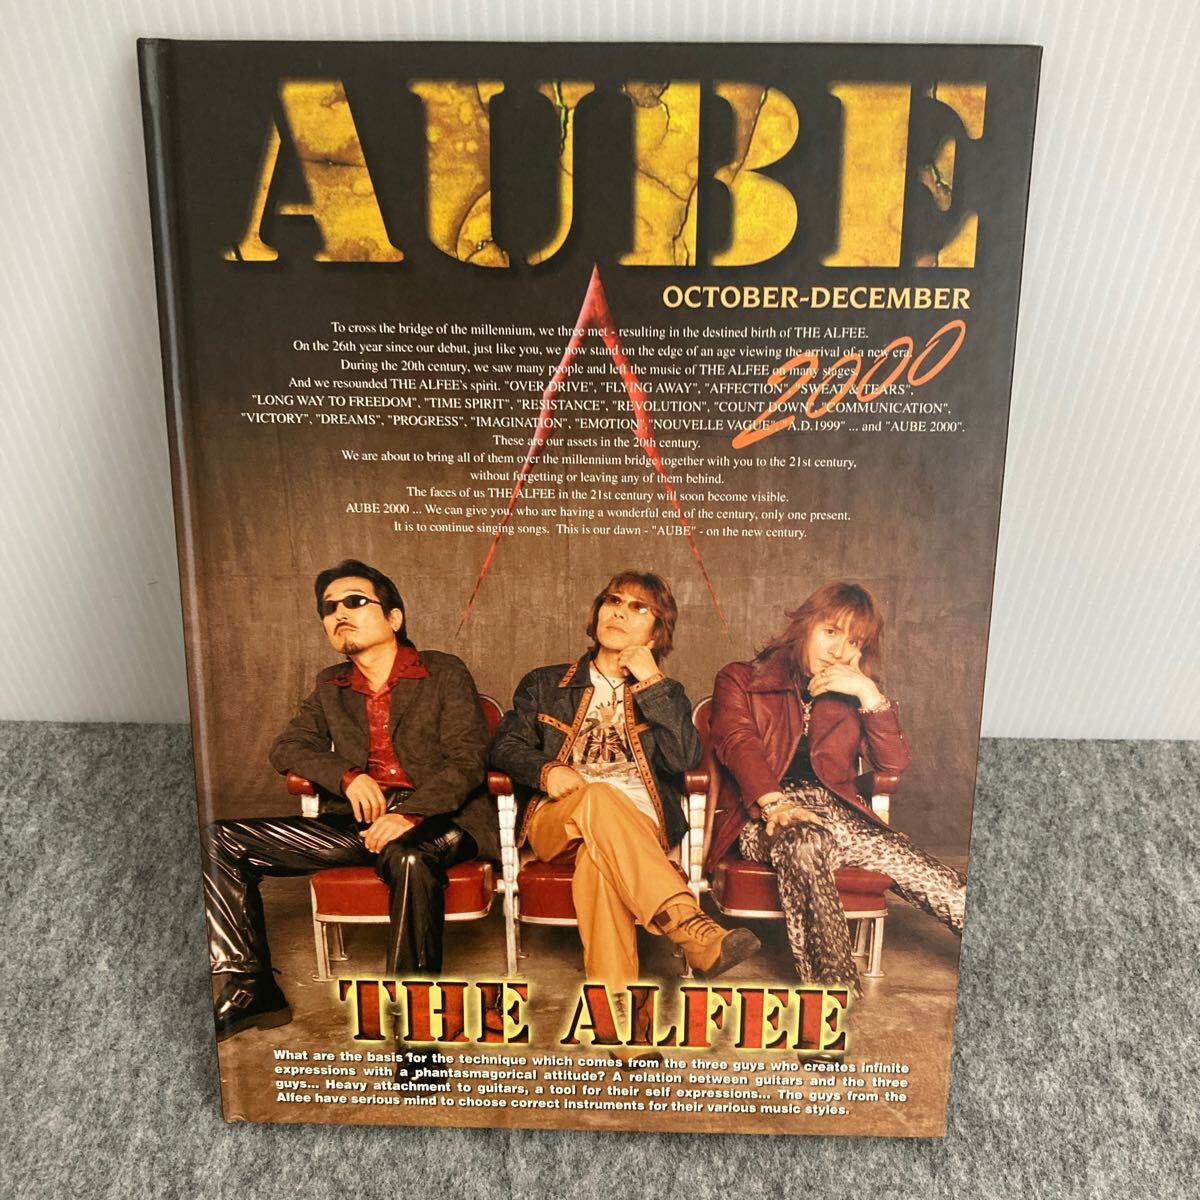 AUBE
OCTOBER-DECEMBER
2000
To cross the bridge of the millennium, we three met - resulting in the destined birth of THE ALFEE.
On the 26th year since our debut, just like you, we now stand on the edge of an age viewing the arrival of a new era.
During the 20th century, we saw many people and left the music of THE ALFEE on many stages.
And we resounded THE ALFEE's spirit. "OVER DRIVE", "FLYING AWAY", "AFFECTION" "SWEAT & TEARS",
"LONG WAY TO FREEDOM", "TIME SPIRIT", "RESISTANCE", "REVOLUTION", "COUNT DOWN", "COMMUNICATION",
"VICTORY", "DREAMS", "PROGRESS", "IMAGINATION", "EMOTION","NOUVELLE VAGUE", "A.D.1999" ... and "AUBE 2000".
These are our assets in the 20th century.
We are about to bring all of them over the millennium bridge together with you to the 21st century,
without forgetting or leaving any of them behind.
The faces of us THE ALFEE in the 21st century will soon become visible.
AUBE 2000 ... We can give you, who are having a wonderful end of the century, only one present.
It is to continue singing songs. This is our dawn - "AUBE" - on the new century.
THE ALFEE
What are the basis for the technique which comes from the three guys who creates infinite
expressions with a phantasmagorical attitude? A relation between guitars and the three
guys... Heavy attachment to guitars, a tool for their self expressions... The guys from the
Alfee have serious mind to choose correct instruments for their various music styles.